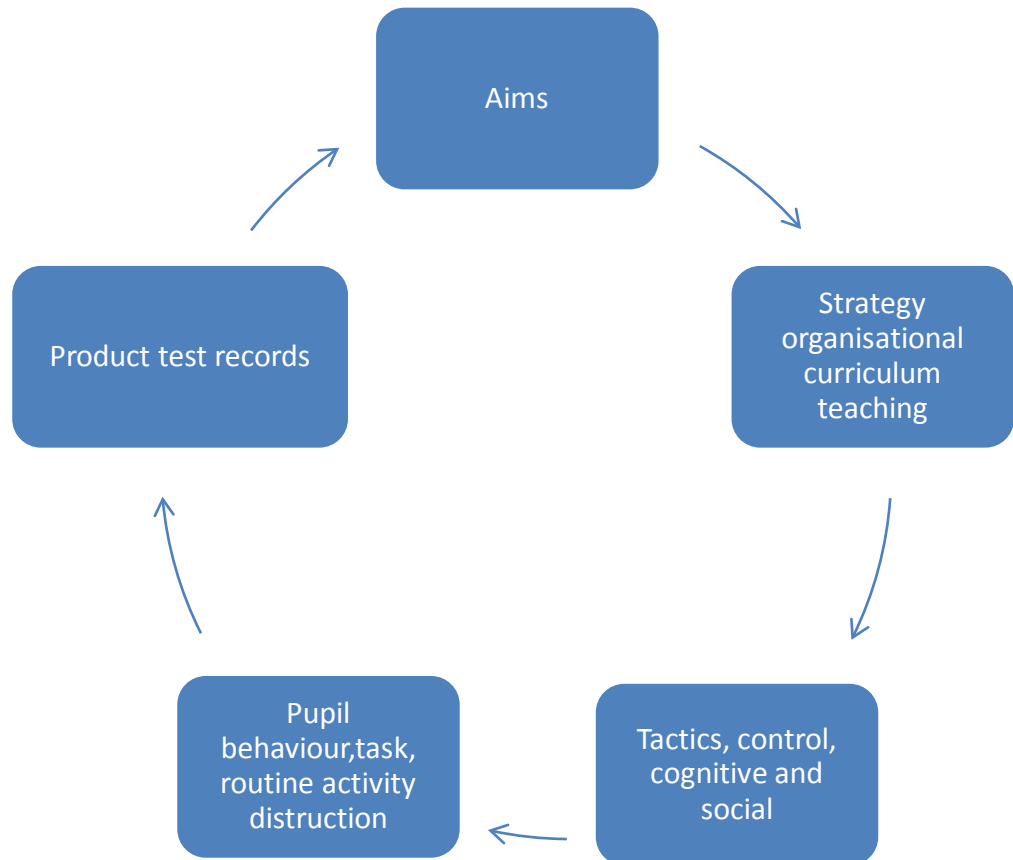 Aims
Strategy
organisational
curriculum
teaching
Tactics, control,
cognitive and
social
Pupil
behaviour,task,
routine activity
distruction
Product test records